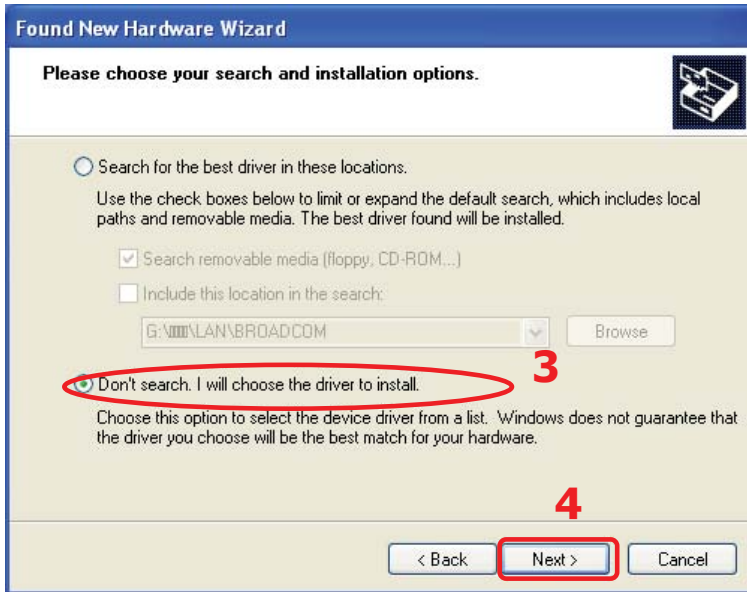 Found New Hardware Wizard
Please choose your search and installation options.
Search for the best driver in these locations.
Use the check boxes below to limit or expand the default search, which includes local
paths and removable media. The best driver found will be installed.
Search removable media (floppy, CD-ROM...)
Include this location in the search:
G:\ \LAN\BROADCOM
Browse
3
Don't search. I will choose the driver to install.
Choose this option to select the device driver from a list. Windows does not guarantee that
the driver you choose will be the best match for your hardware.
4
< Back
Next >
Cancel